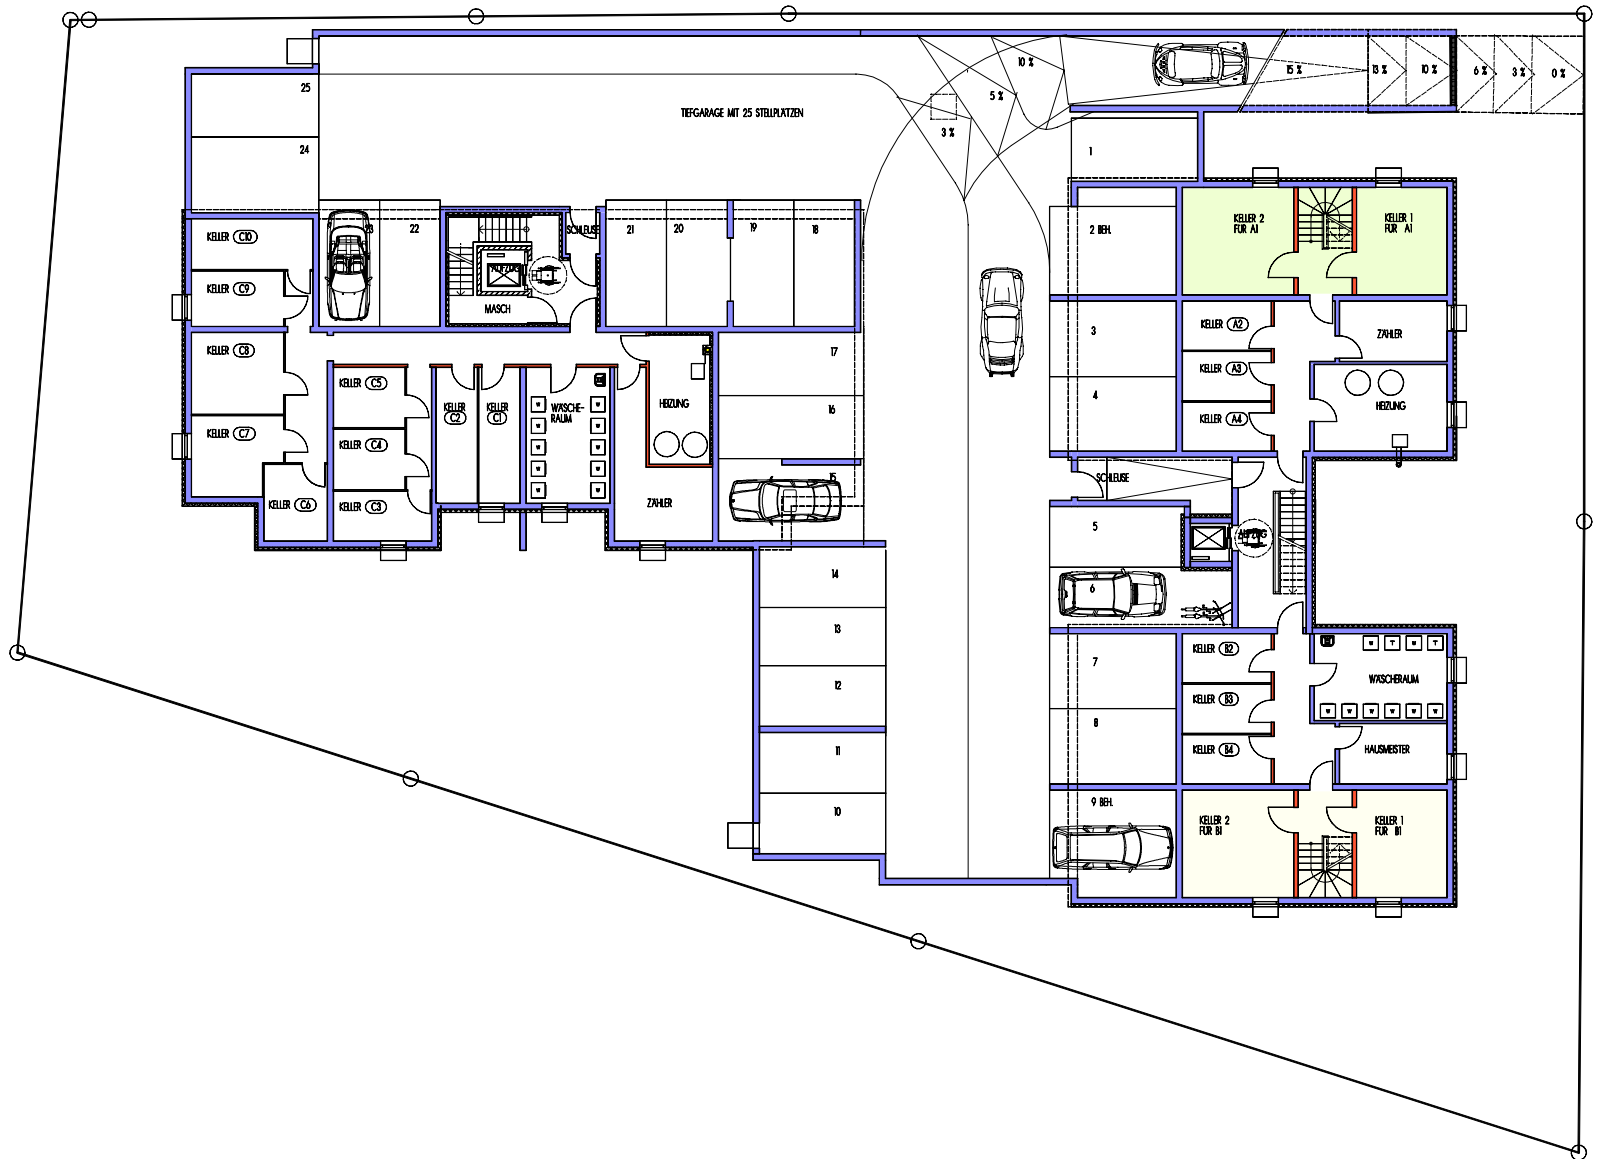 10 %
15 %
13 %
10 %
6 %
3 %
0 %
25
5 %
TIEFGARAGE MIT 25 STELLPLÄTZEN
3 %
24
1
23
22
SCHLEUSE
21
20
19
18
2 BEH.
KELLER 2
FÜR A1
KELLER 1
FÜR A1
KELLER C10
AUFZUG
KELLER C9
MASCH
3
KELLER A2
ZÄHLER
KELLER C8
17
KELLER A3
KELLER C5
4
HEIZUNG
KELLER
C2
KELLER
C1
WÄSCHE-
RAUM
HEIZUNG
16
KELLER A4
KELLER C7
KELLER C4
15
SCHLEUSE
KELLER C6
KELLER C3
ZÄHLER
5
AUFZUG
14
6
13
KELLER B2
W T W T
7
12
WÄSCHERAUM
KELLER B3
W W W W W W
8
11
KELLER B4
HAUSMEISTER
9 BEH.
10
KELLER 2
FÜR B1
KELLER 1
FÜR B1